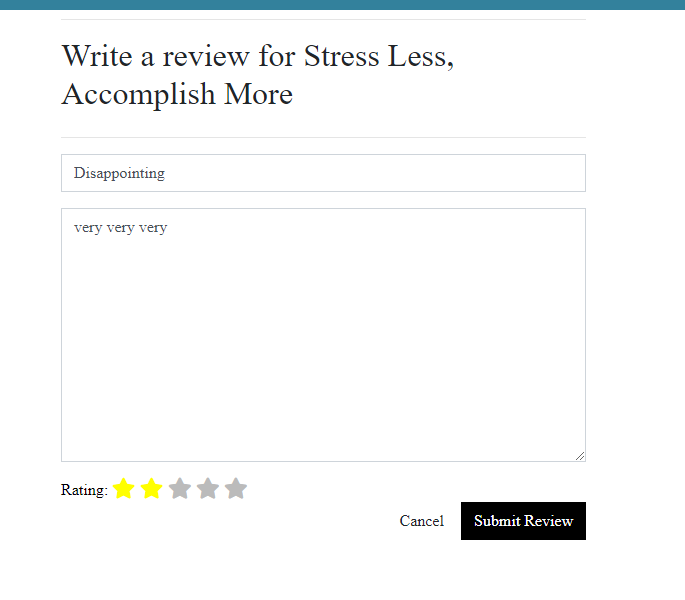 Write a review for Stress Less,
Accomplish More
Disappointing
very very very
Rating:
Cancel Submit Review